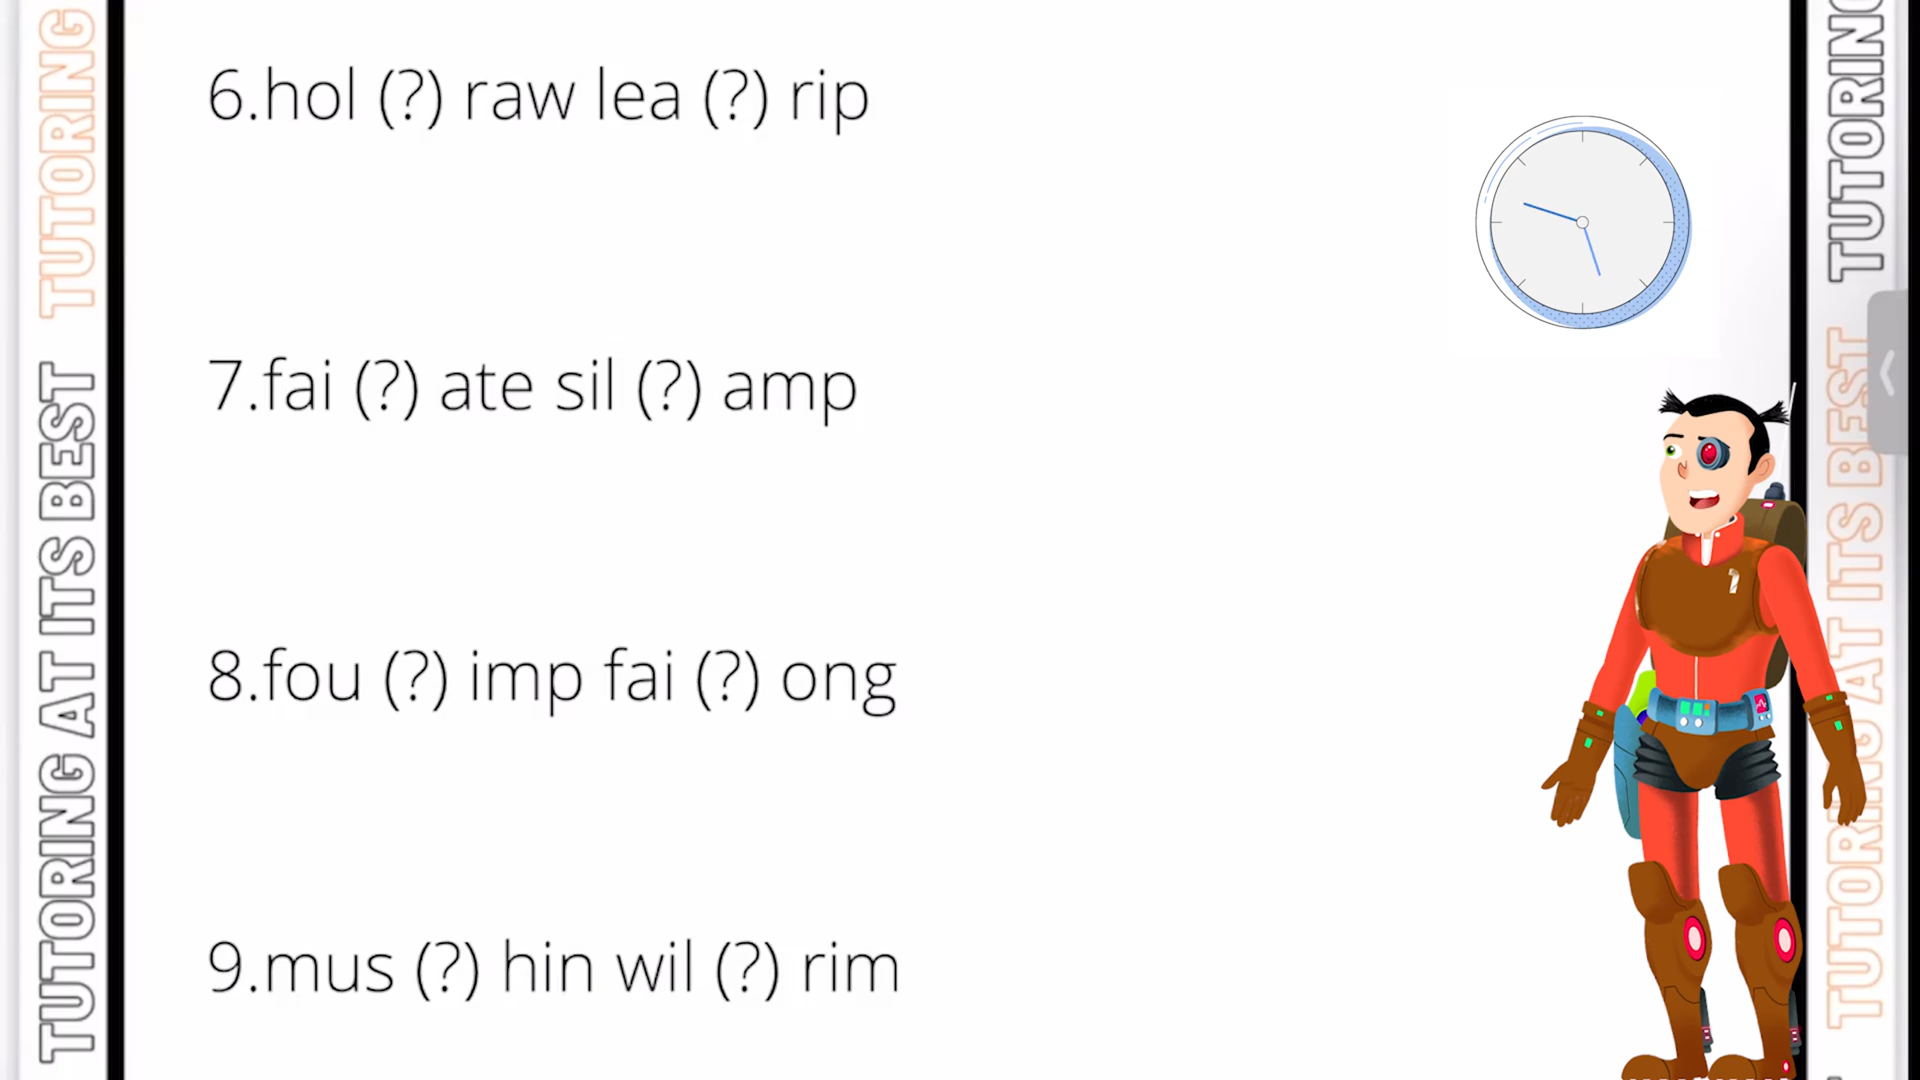 TUTORING AT ITS BEST TUTORING
6.hol (?) raw lea (?) rip
7.fai (?) ate sil (?) amp
8.fou (?) imp fai (?) ong
9.mus (?) hin wil (?) rim
TUTORING AT ITS BEST TUTORING